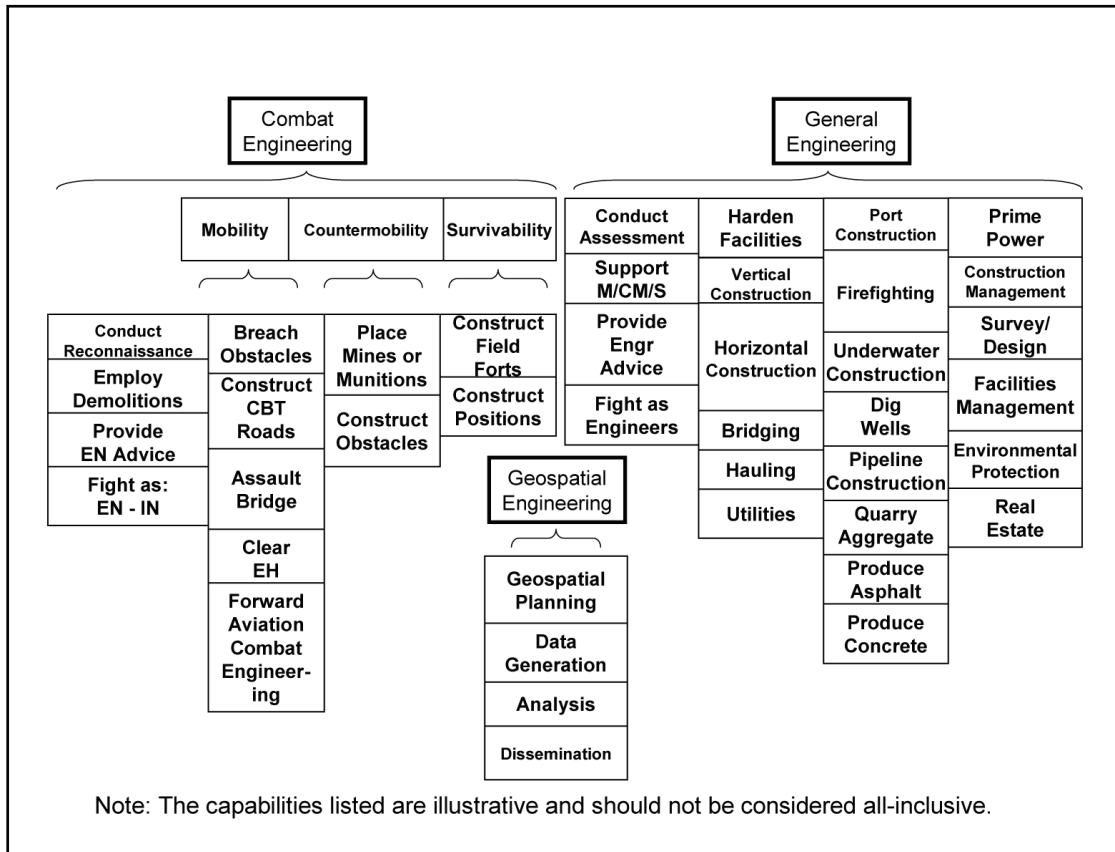 Combat
Engineering
General
Engineering
Mobility
Countermobility
Survivability
Conduct
Reconnaissance
Employ
Demolitions
Provide
EN Advice
Fight as:
EN - IN
Breach
Obstacles
Construct
CBT
Roads
Assault
Bridge
Clear
EH
Forward
Aviation
Combat
Engineer-
ing
Place
Mines or
Munitions
Construct
Obstacles
Construct
Field
Forts
Construct
Positions
Geospatial
Engineering
Geospatial
Planning
Data
Generation
Analysis
Dissemination
Conduct
Assessment
Support
M/CM/S
Provide
Engr
Advice
Fight as
Engineers
Harden
Facilities
Vertical
Construction
Horizontal
Construction
Bridging
Hauling
Utilities
Port
Construction
Firefighting
Underwater
Construction
Dig
Wells
Pipeline
Construction
Quarry
Aggregate
Produce
Asphalt
Produce
Concrete
Prime
Power
Construction
Management
Survey/
Design
Facilities
Management
Environmental
Protection
Real
Estate
Note: The capabilities listed are illustrative and should not be considered all-inclusive.